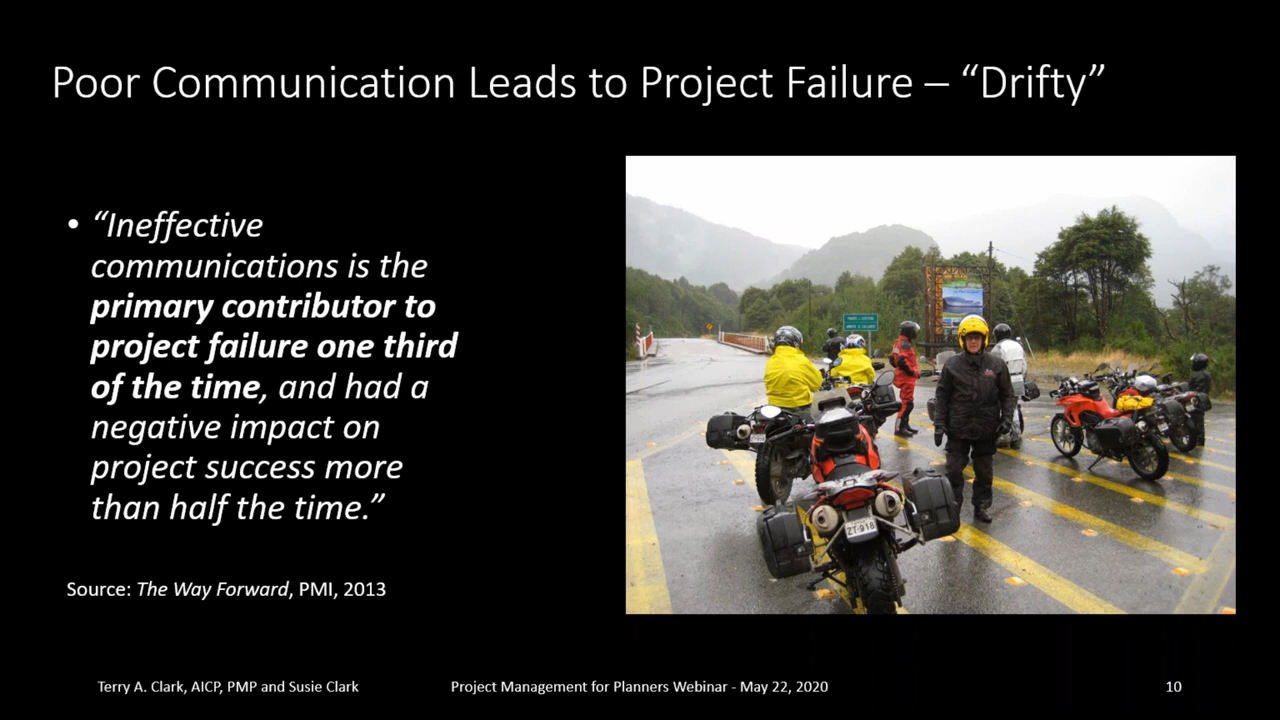 Poor Communication Leads to Project Failure – “Drifty”
• “Ineffective
communications is the
primary contributor to
project failure one third
of the time, and had a
negative impact on
project success more
than half the time.”
Source: The Way Forward, PMI, 2013
ZT-918
Terry A. Clark, AICP, PMP and Susie Clark
Project Management for Planners Webinar - May 22, 2020
10